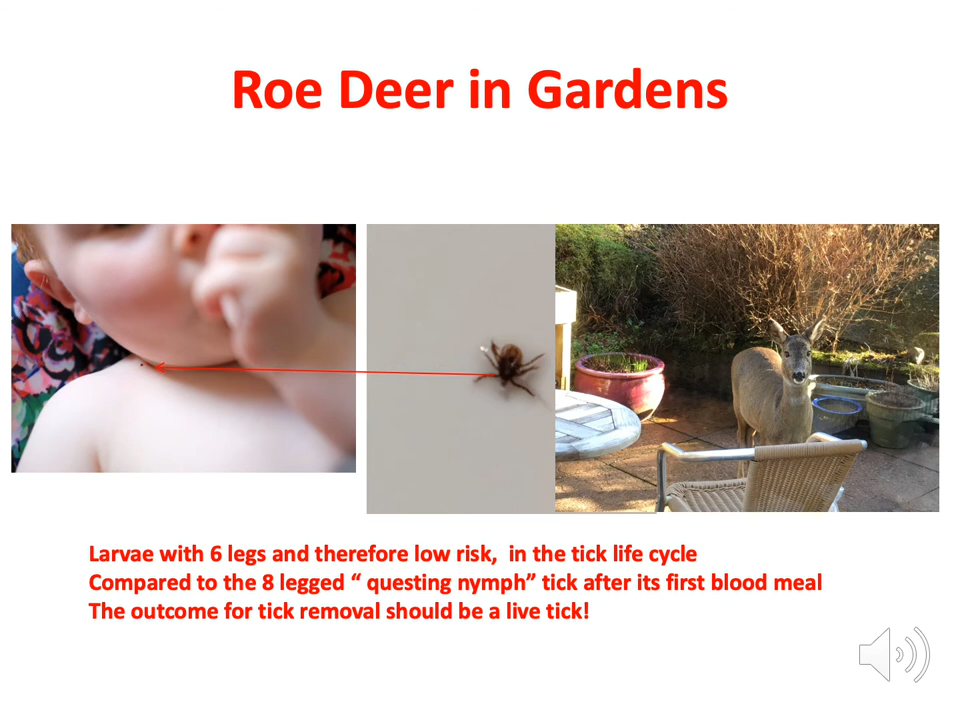 Roe Deer in Gardens
Larvae with 6 legs and therefore low risk,  in the tick life cycle
Compared to the 8 legged “ questing nymph” tick after its first blood meal
The outcome for tick removal should be a live tick!